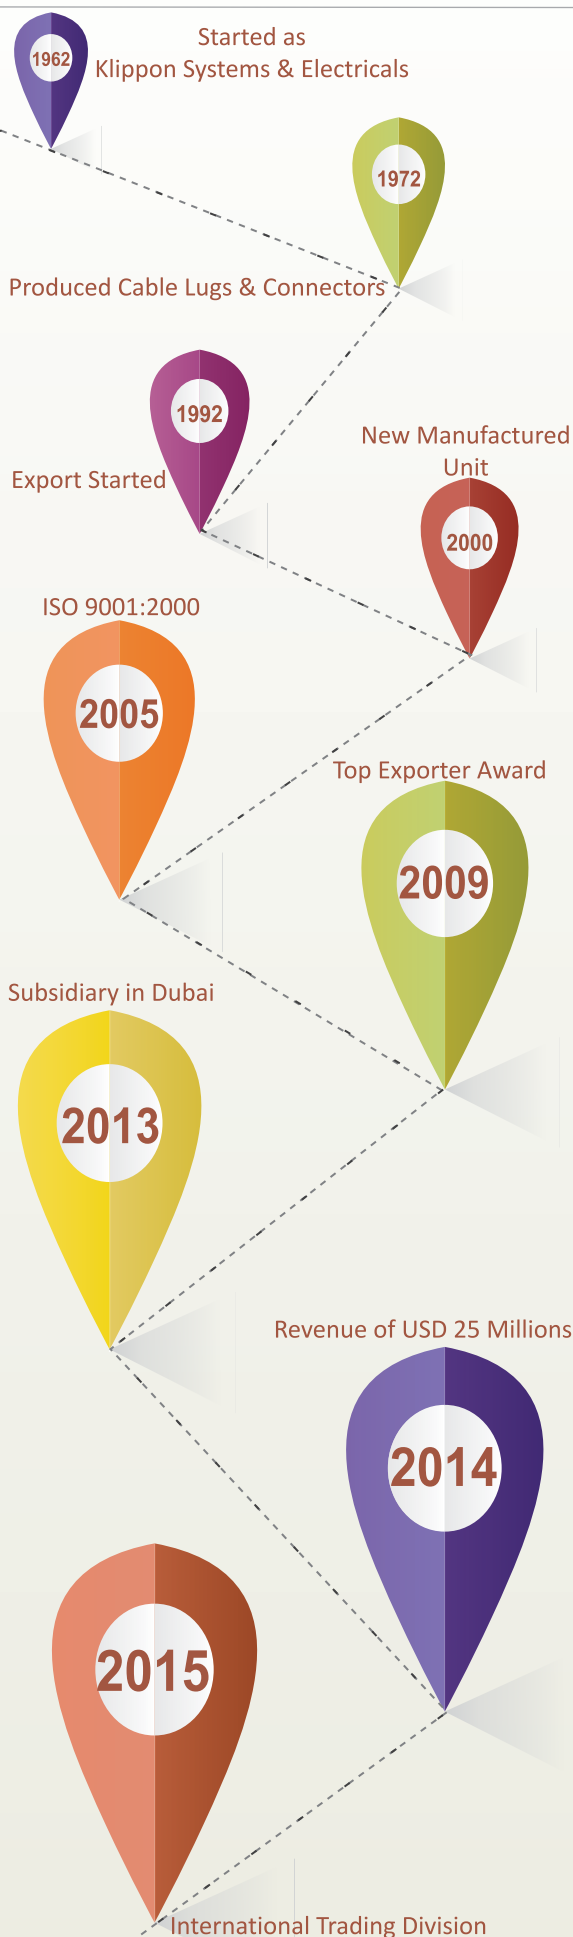 1962
Started as
Klippon Systems & Electricals
1972
Produced Cable Lugs & Connectors
1992
Export Started
New Manufactured
Unit
2000
ISO 9001:2000
2005
Top Exporter Award
2009
Subsidiary in Dubai
2013
Revenue of USD 25 Millions
2014
2015
International Trading Division